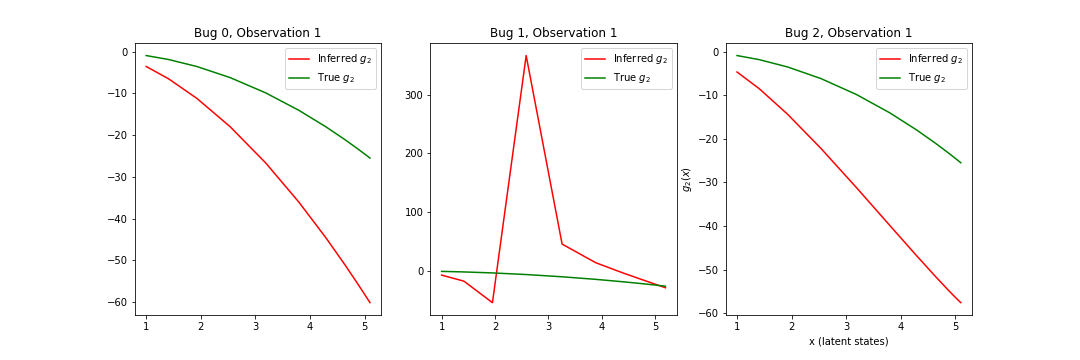 Bug 0, Observation 1
Inferred g₂
True g₂
0
−10
−20
−30
−40
−50
−60
1 2 3 4 5
Bug 1, Observation 1
Inferred g₂
True g₂
300
200
100
0
1 2 3 4 5
Bug 2, Observation 1
Inferred g₂
True g₂
g₂(x)
0
−10
−20
−30
−40
−50
−60
1 2 3 4 5
x (latent states)